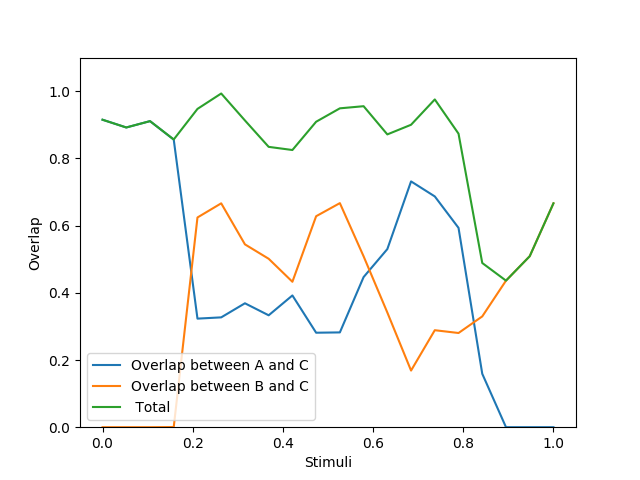 1.0
0.8
0.6
0.4
0.2
0.0
Overlap
Overlap between A and C
Overlap between B and C
Total
0.0 0.2 0.4 0.6 0.8 1.0
Stimuli